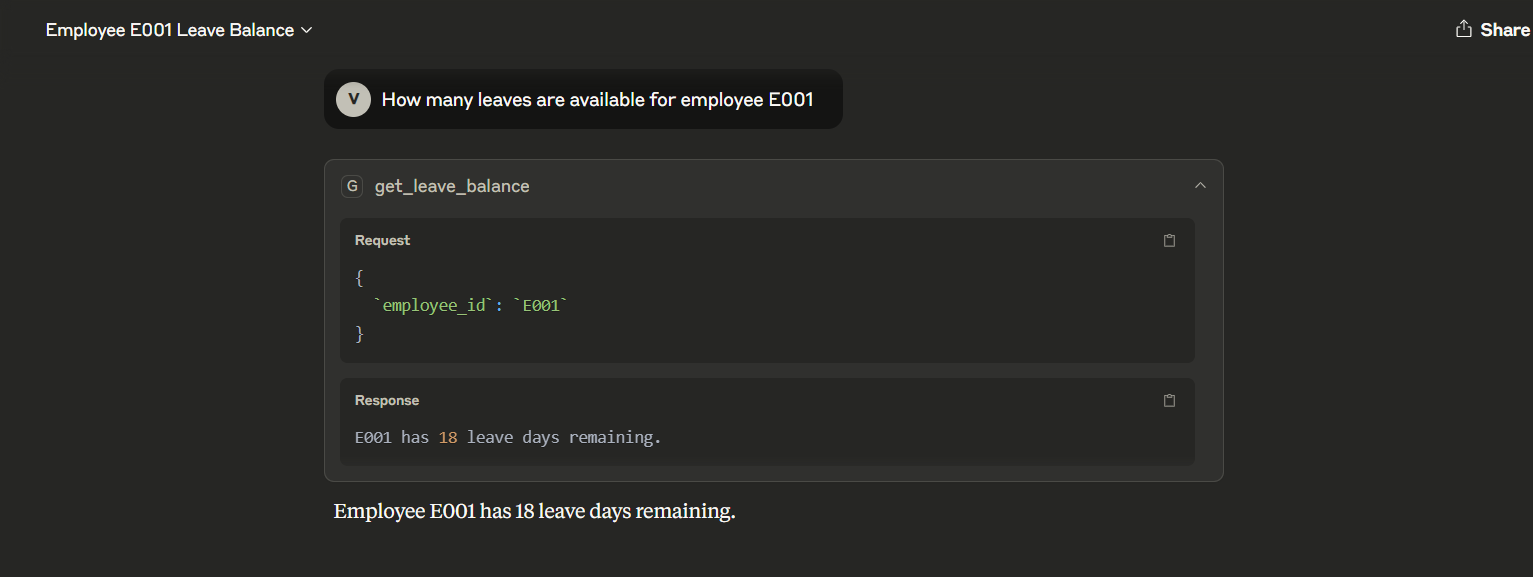 Employee E001 Leave Balance
Share
V
How many leaves are available for employee E001
G get_leave_balance
Request
{
`employee_id`: `E001`
}
Response
E001 has 18 leave days remaining.
Employee E001 has 18 leave days remaining.